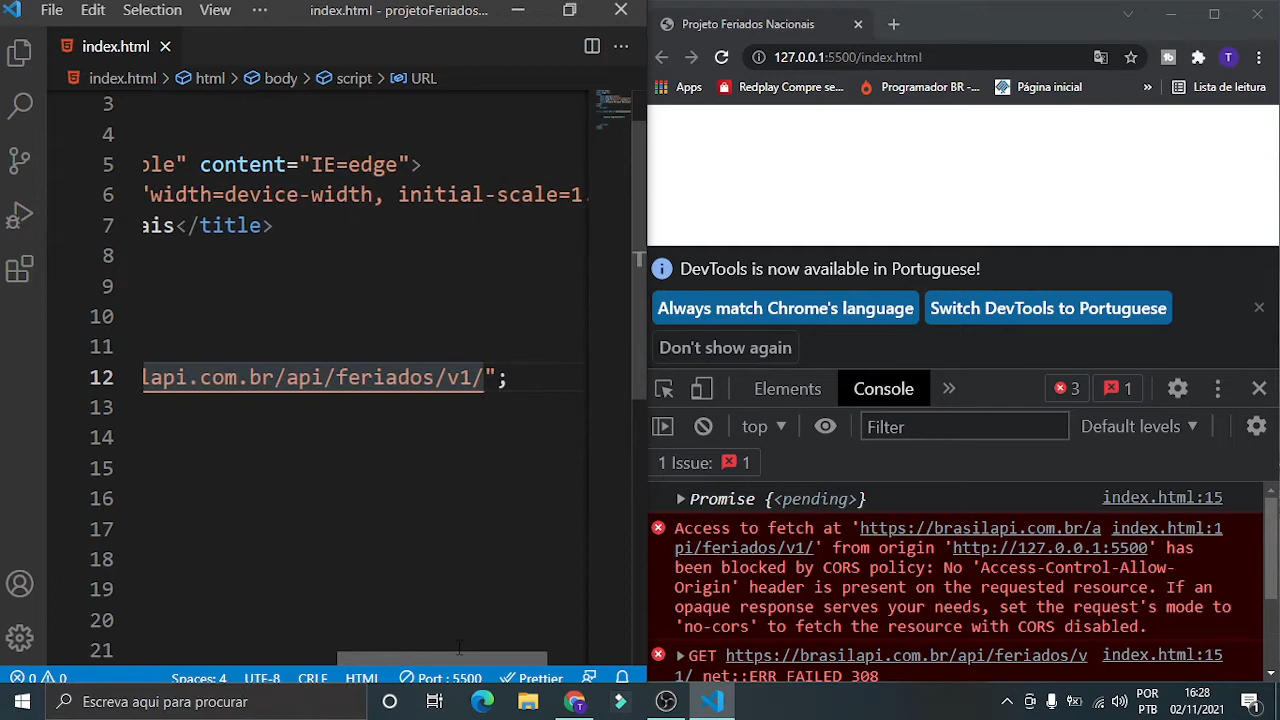 File Edit Selection View ··· index.html - projetoFeriados...
index.html
index.html > html > body > script > URL
3
4
5 ple" content="IE=edge">
6 "width=device-width, initial-scale=1.
7 ais</title>
8
9
10
11
12 lapi.com.br/api/feriados/v1/";
13
14
15
16
17
18
19
20
21
0 0 Spaces: 4 UTF-8 CRLF HTML Port : 5500 Prettier
Projeto Feriados Nacionais
127.0.0.1:5500/index.html
T
Apps Redplay Compre.... Programador BR -... Página inicial » Lista de leitura
DevTools is now available in Portuguese!
Always match Chrome's language Switch DevTools to Portuguese
Don't show again
Elements Console » 3 1
top Filter Default levels
1 Issue: 1
Promise {<pending>} index.html:15
Access to fetch at 'https://brasilapi.com.br/a index.html:1
pi/feriados/v1/' from origin 'http://127.0.0.1:5500' has
been blocked by CORS policy: No 'Access-Control-Allow-
Origin' header is present on the requested resource. If an
opaque response serves your needs, set the request's mode to
'no-cors' to fetch the resource with CORS disabled.
GET https://brasilapi.com.br/api/feriados/v index.html:15
1/ net::ERR_FAILED 308
Escreva aqui para procurar
POR 16:28
PTB 02/11/2021
1